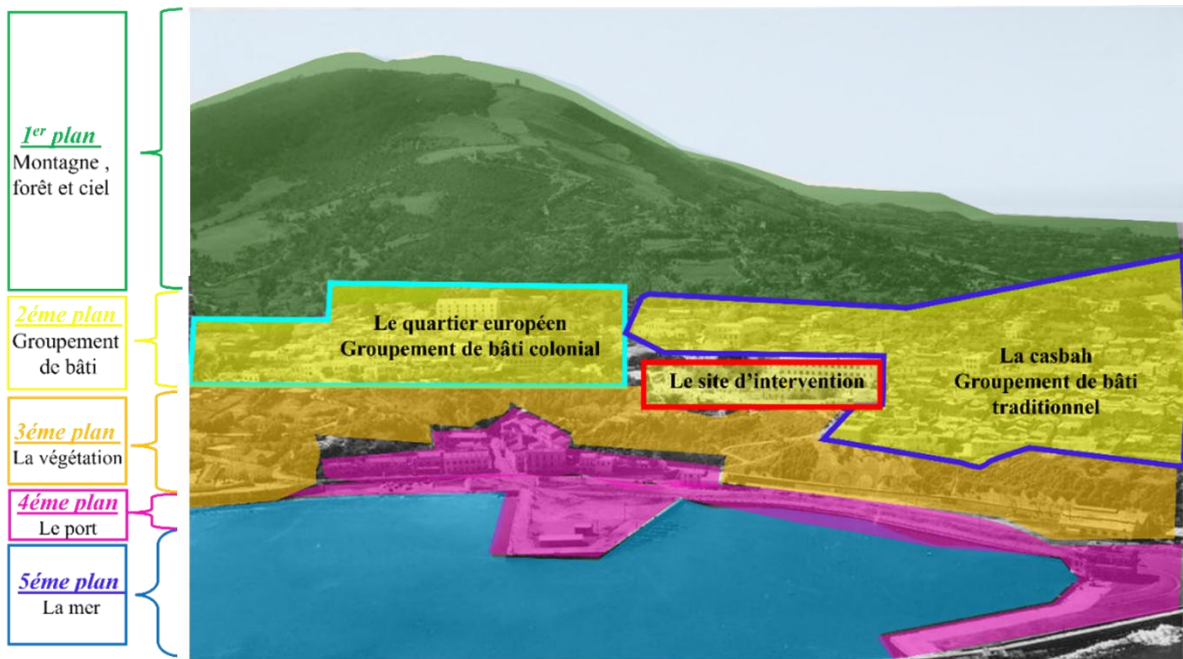 1er plan
Montagne ,
forêt et ciel
2éme plan
Groupement
de bâti
3éme plan
La végétation
4éme plan
Le port
5éme plan
La mer
Le quartier européen
Groupement de bâti colonial
Le site d'intervention
La casbah
Groupement de bâti
traditionnel